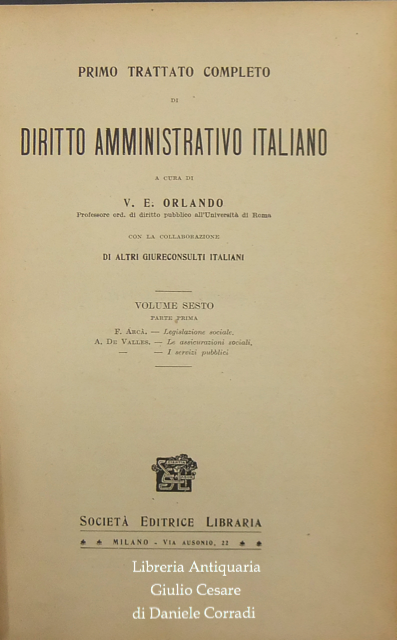 PRIMO TRATTATO COMPLETO
DI
DIRITTO AMMINISTRATIVO ITALIANO
A CURA DI
V. E. ORLANDO
Professore ord. di diritto pubblico all'Università di Roma
CON LA COLLABORAZIONE
DI ALTRI GIURECONSULTI ITALIANI
VOLUME SESTO
PARTE PRIMA
F. ARCÀ. — Legislazione sociale.
A. DE VALLES. — Le assicurazioni sociali.
— — I servizi pubblici
SOCIETÀ EDITRICE LIBRARIA
MILANO - VIA AUSONIO, 22
Libreria Antiquaria
Giulio Cesare
di Daniele Corradi